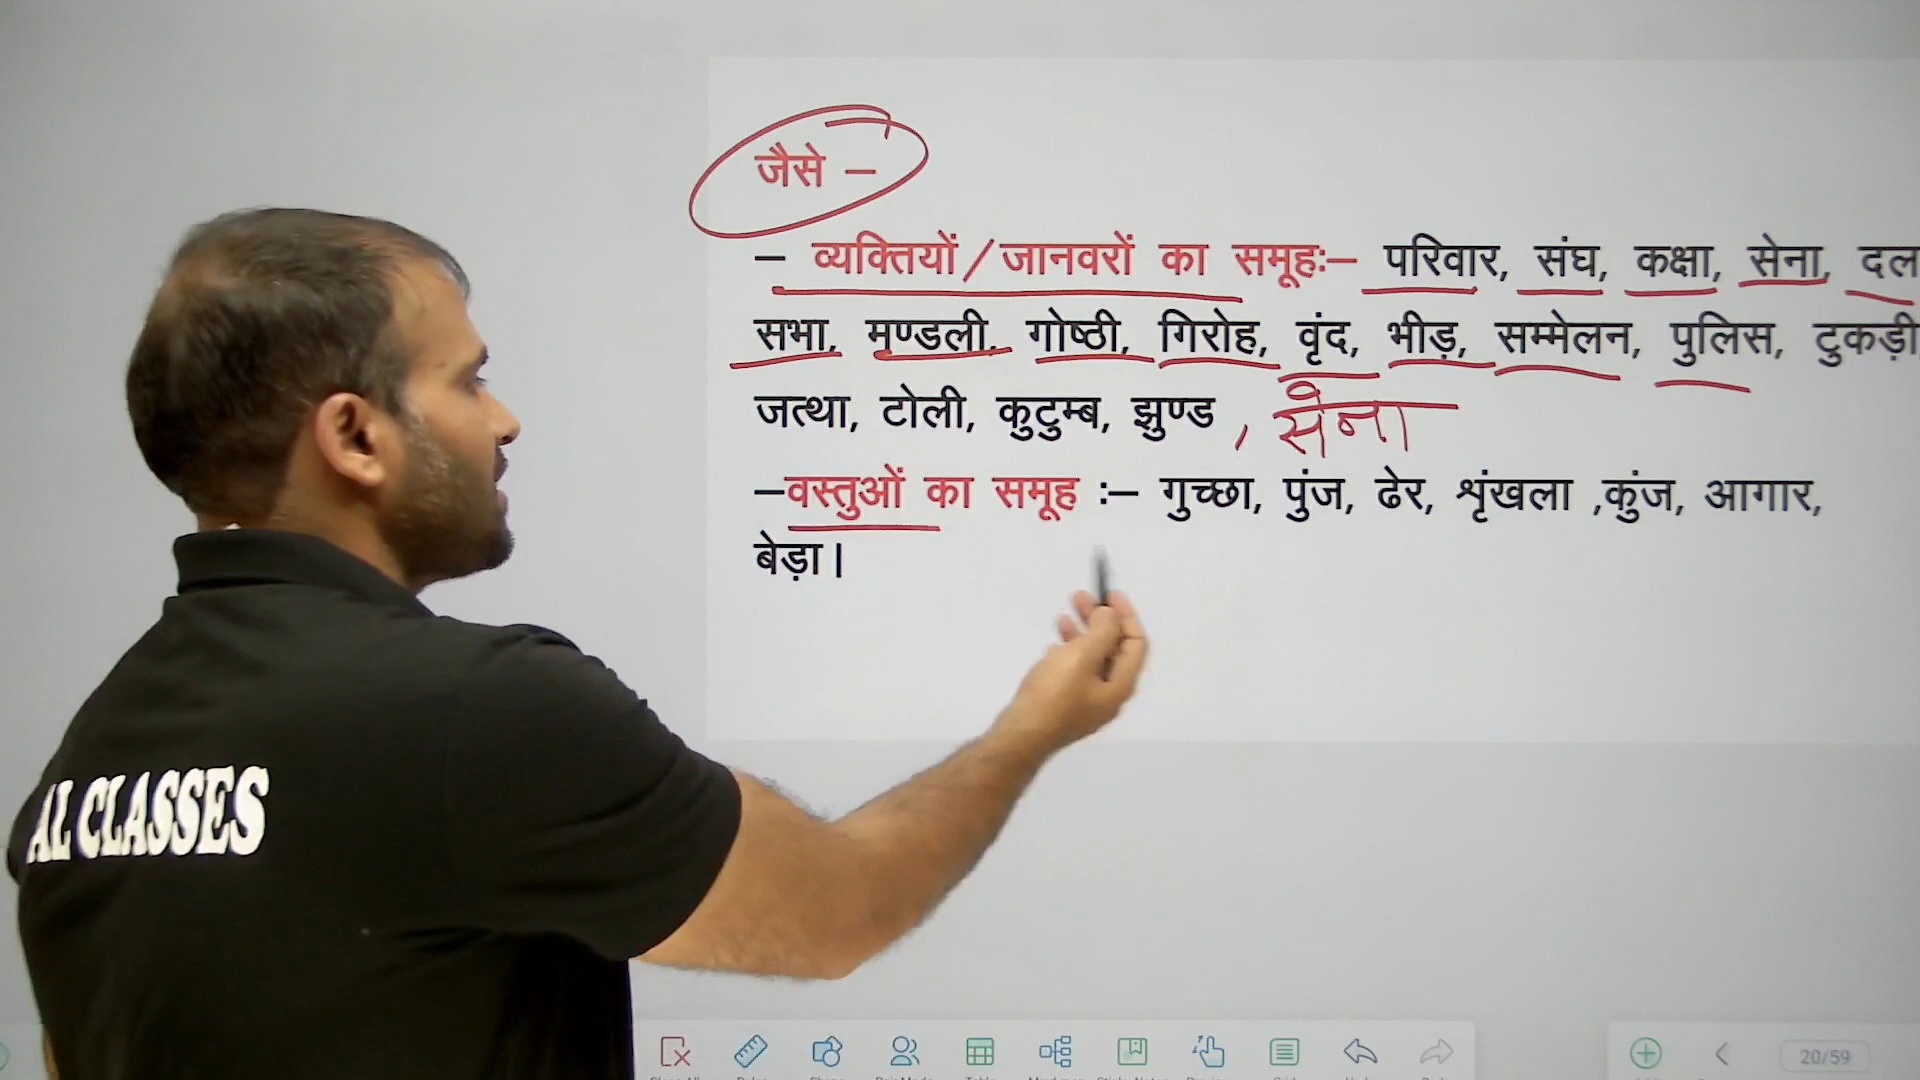 जैसे –
– व्यक्तियों/जानवरों का समूहः– परिवार, संघ, कक्षा, सेना, दल
सभा, मण्डली, गोष्ठी, गिरोह, वृंद, भीड़, सम्मेलन, पुलिस, टुकड़ी
जत्था, टोली, कुटुम्ब, झुण्ड , सेना
–वस्तुओं का समूह :– गुच्छा, पुंज, ढेर, शृंखला ,कुंज, आगार,
बेड़ा।
AL CLASSES
20/59